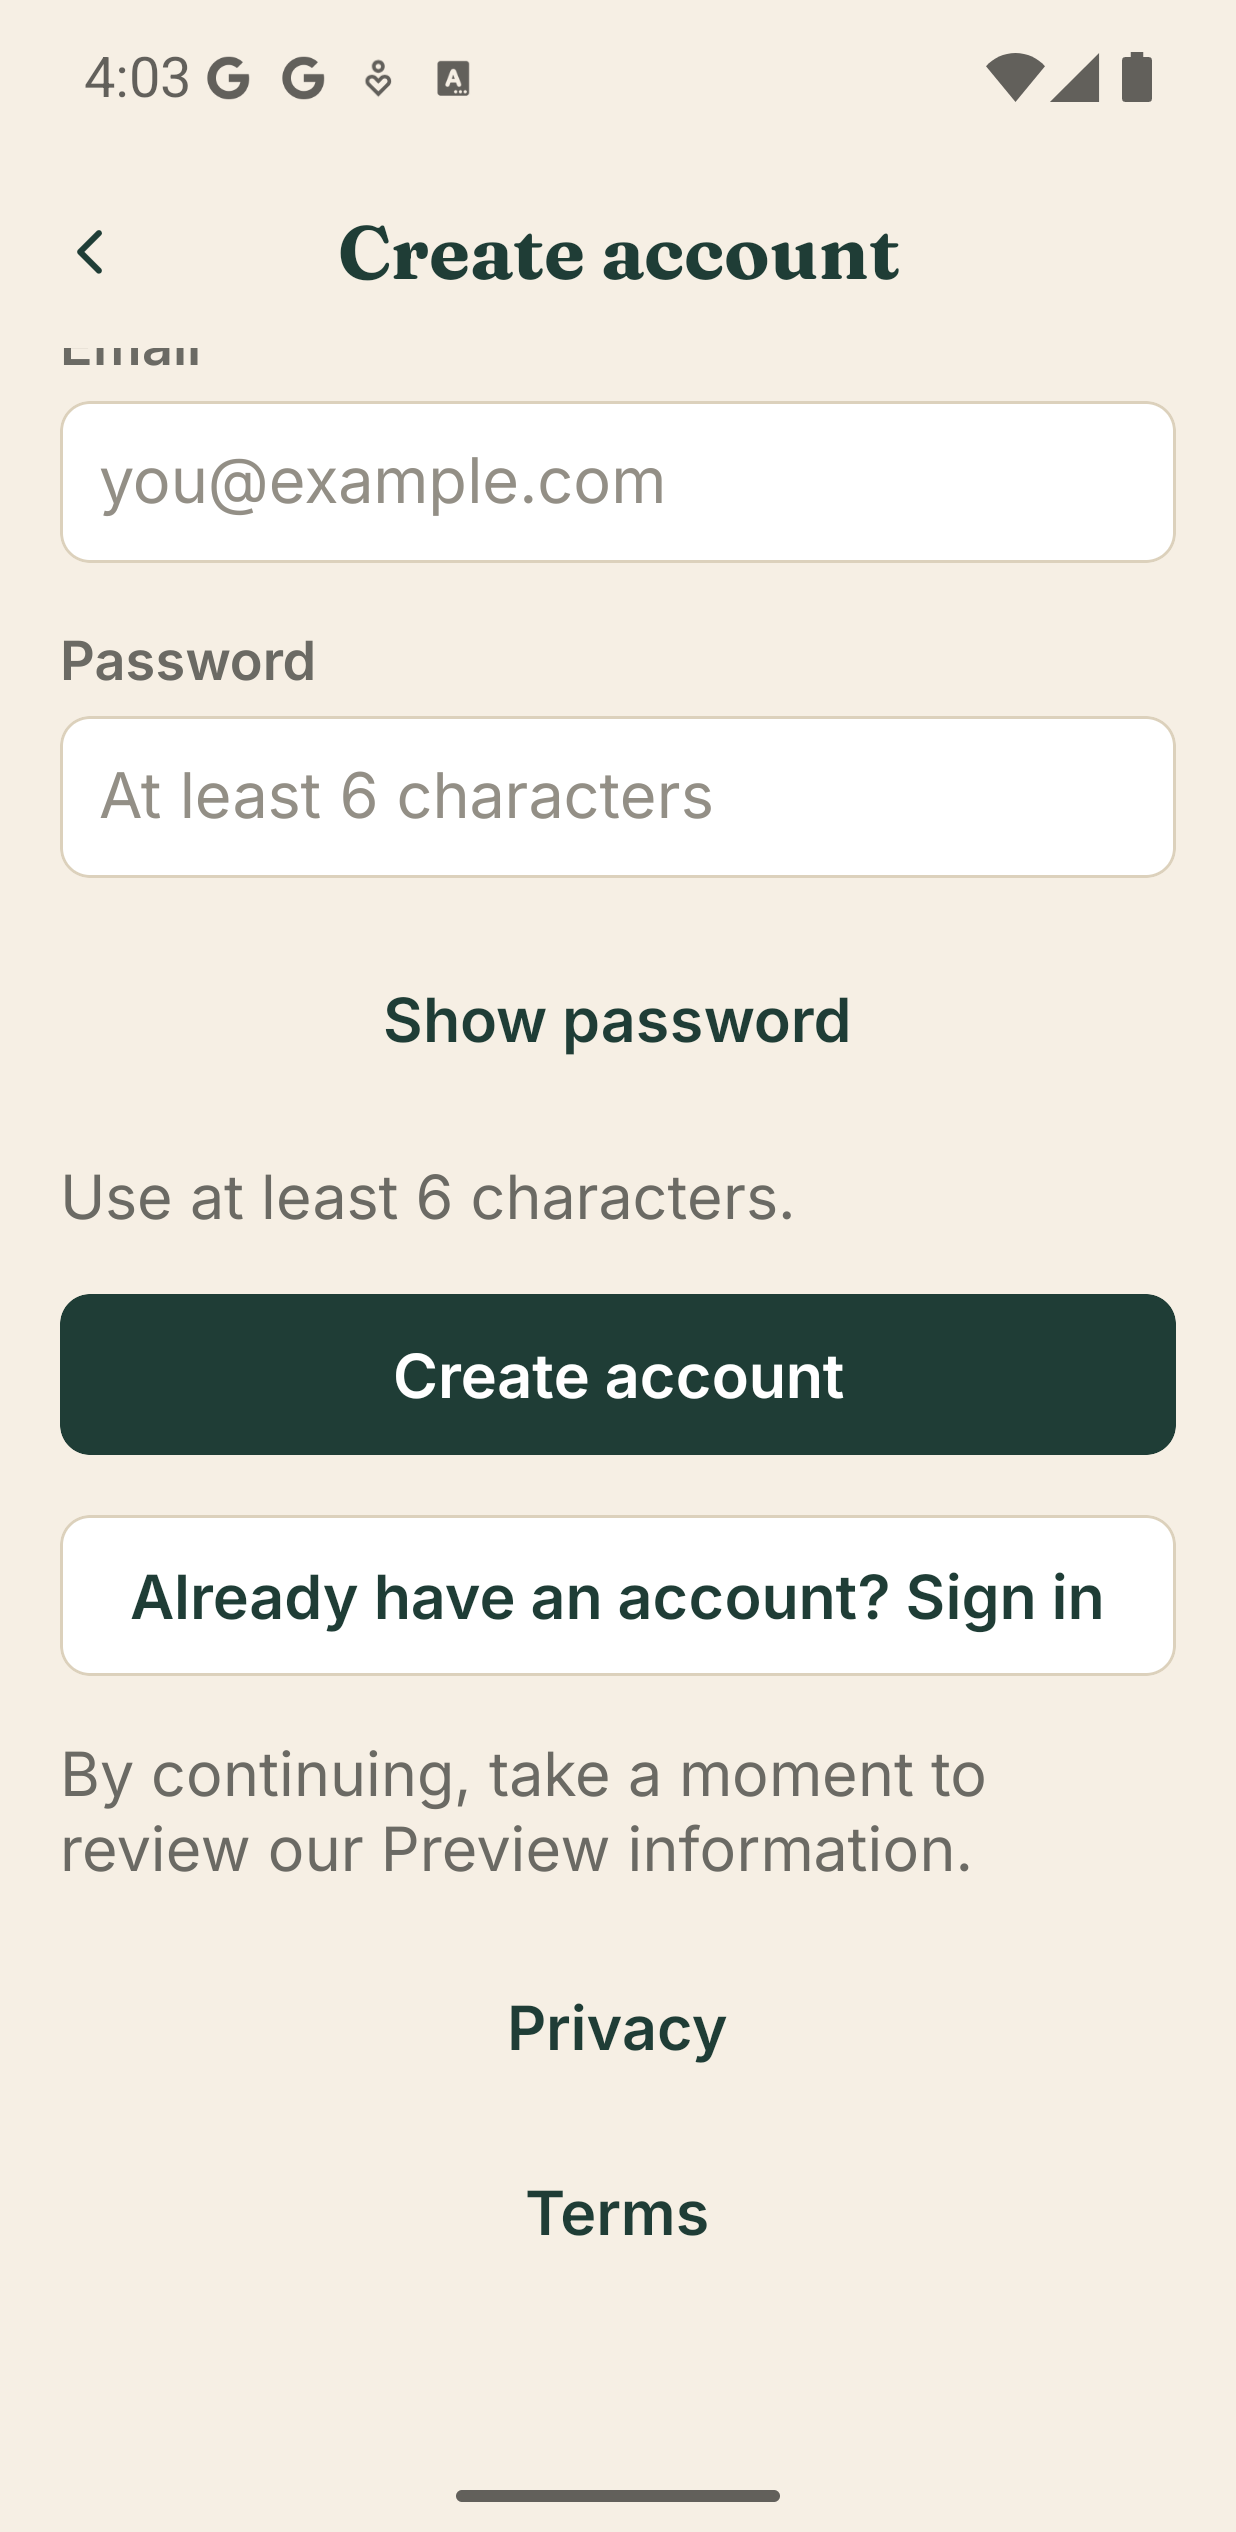 4:03
Create account
Email
you@example.com
Password
At least 6 characters
Show password
Use at least 6 characters.
Create account
Already have an account? Sign in
By continuing, take a moment to
review our Preview information.
Privacy
Terms